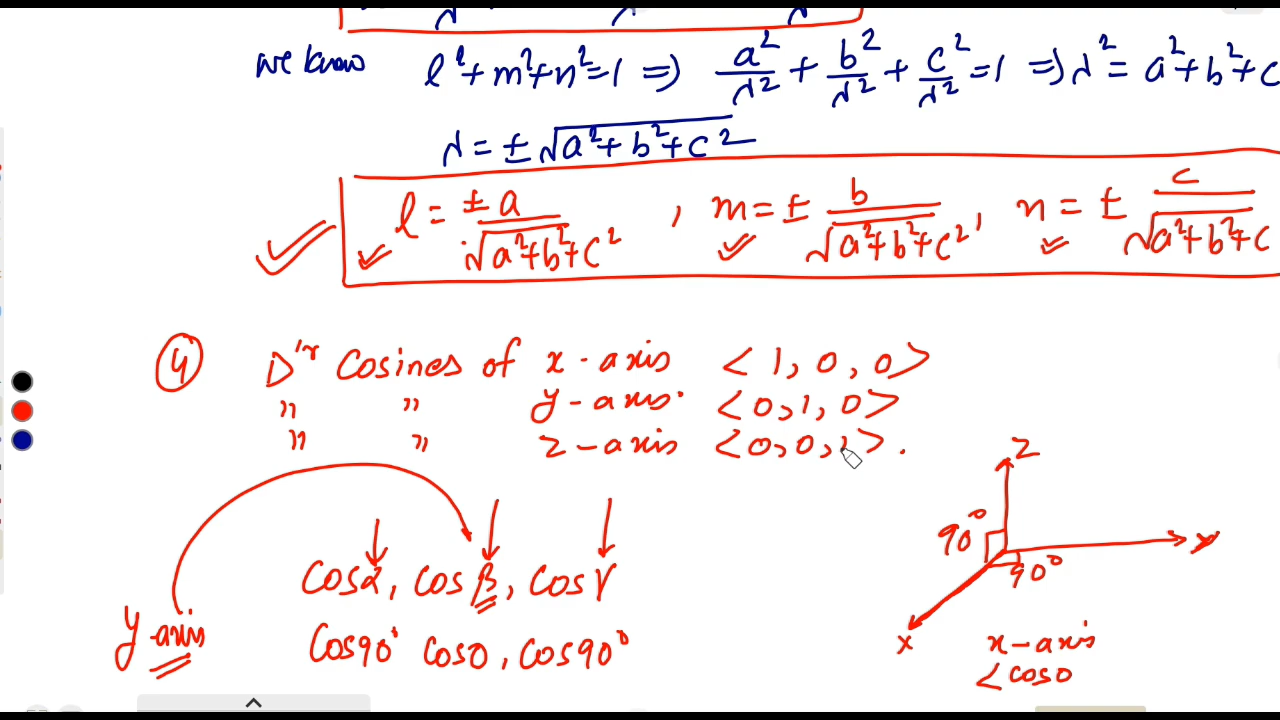 we know l²+m²+n²=1 => a²/λ² + b²/λ² + c²/λ² =1 => λ² = a²+b²+c
λ = ± √a²+b²+c²
l = ±a/√a²+b²+c² , m = ± b/√a²+b²+c² , n = ± c/√a²+b²+c
④ D'r Cosines of x-axis < 1, 0, 0>
" " y-axis. <0,1,0>
" " z-axis <0,0,1>.
z
90°
y
90°
x
Cosα, Cosβ, Cosγ
y-axis
Cos90° Cos0, Cos90°
x-axis
<Cos0